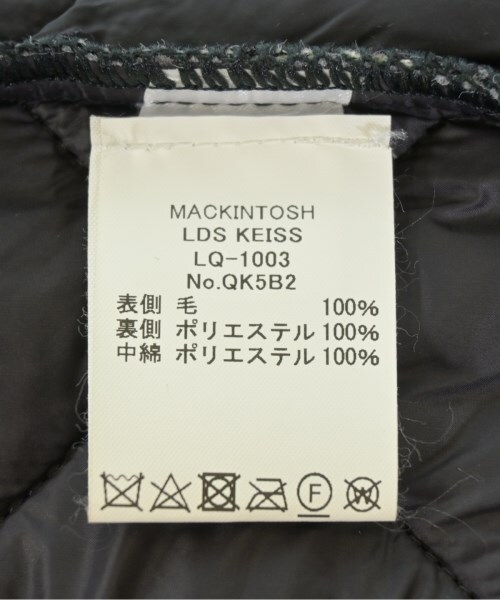 MACKINTOSH
LDS KEISS
LQ-1003
No.QK5B2
表側 毛 100%
裏側 ポリエステル 100%
中綿 ポリエステル 100%
F W